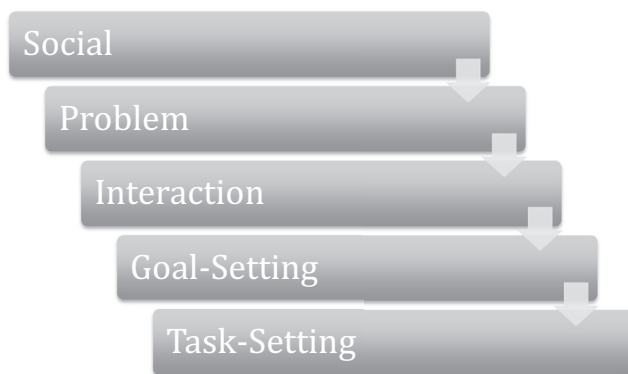 Social
Problem
Interaction
Goal-Setting
Task-Setting